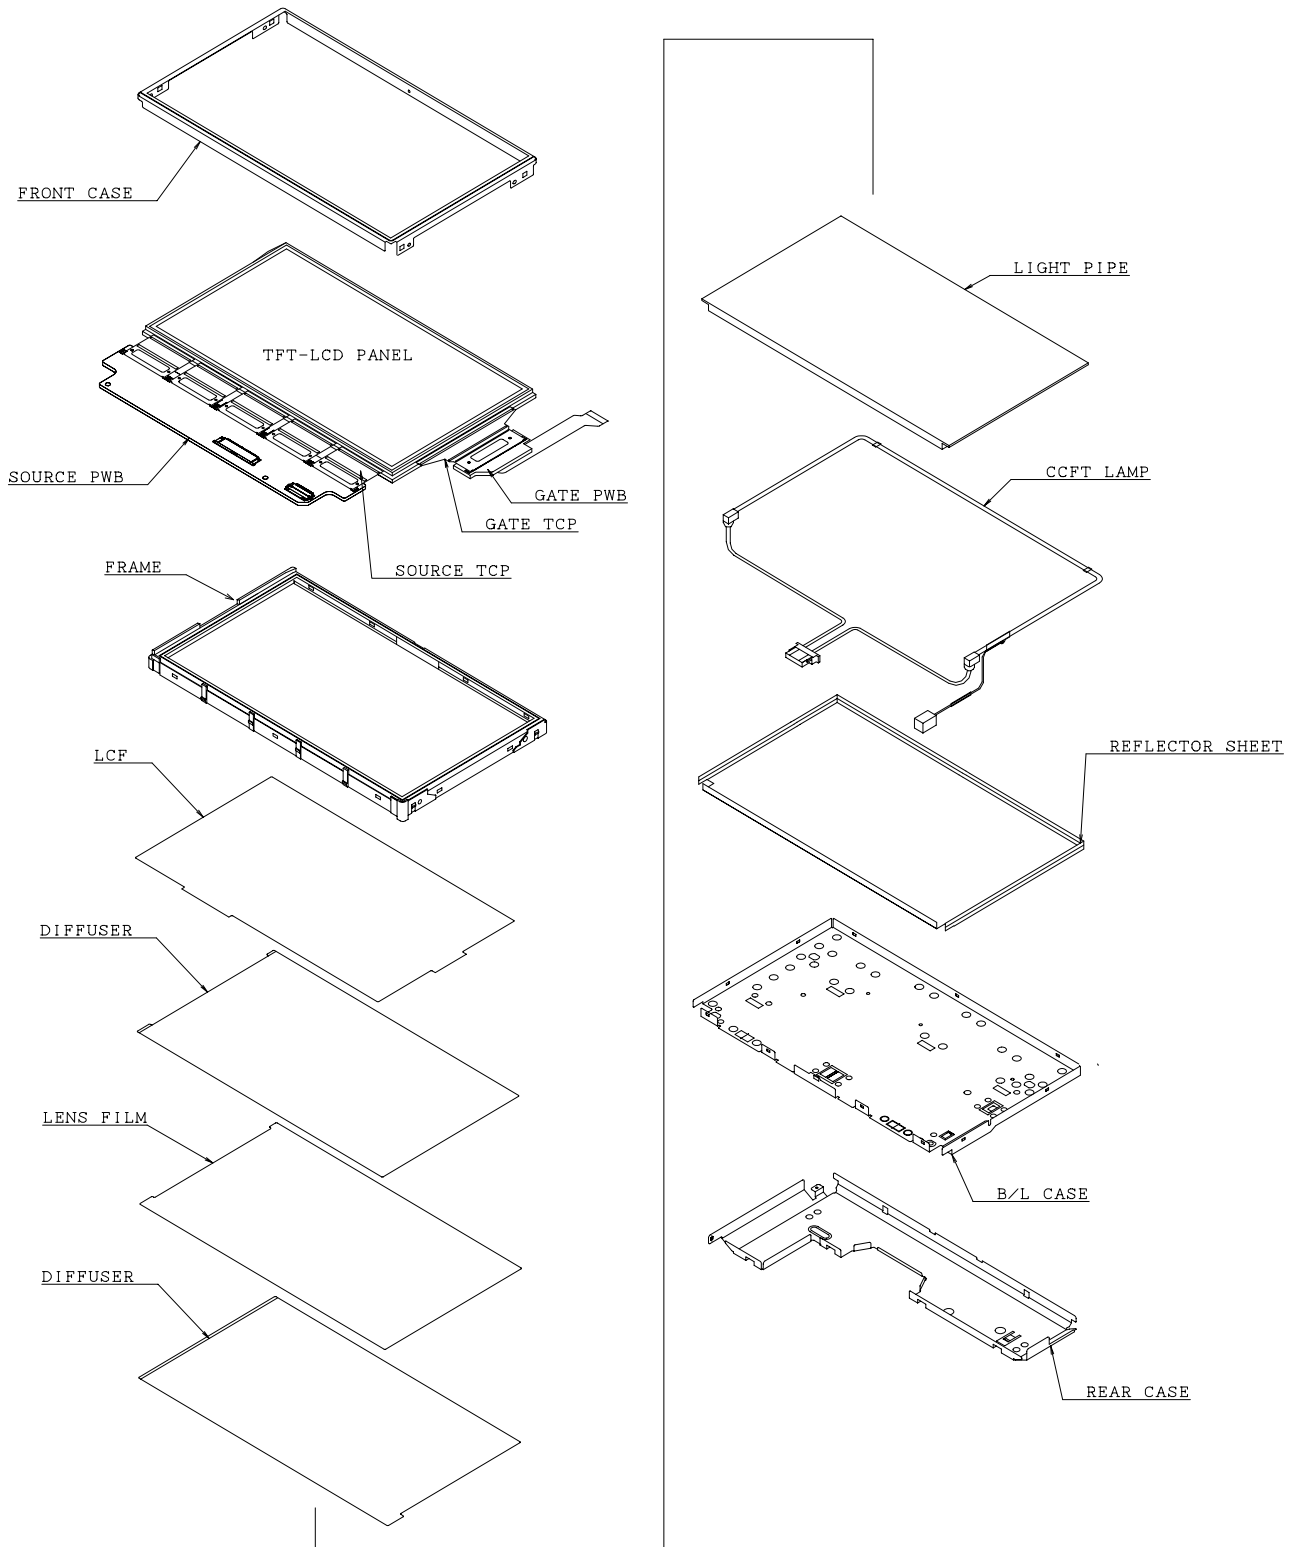 FRONT CASE
TFT-LCD PANEL
SOURCE PWB
GATE PWB
GATE TCP
SOURCE TCP
FRAME
LCF
DIFFUSER
LENS FILM
DIFFUSER
LIGHT PIPE
CCFT LAMP
REFLECTOR SHEET
B/L CASE
REAR CASE